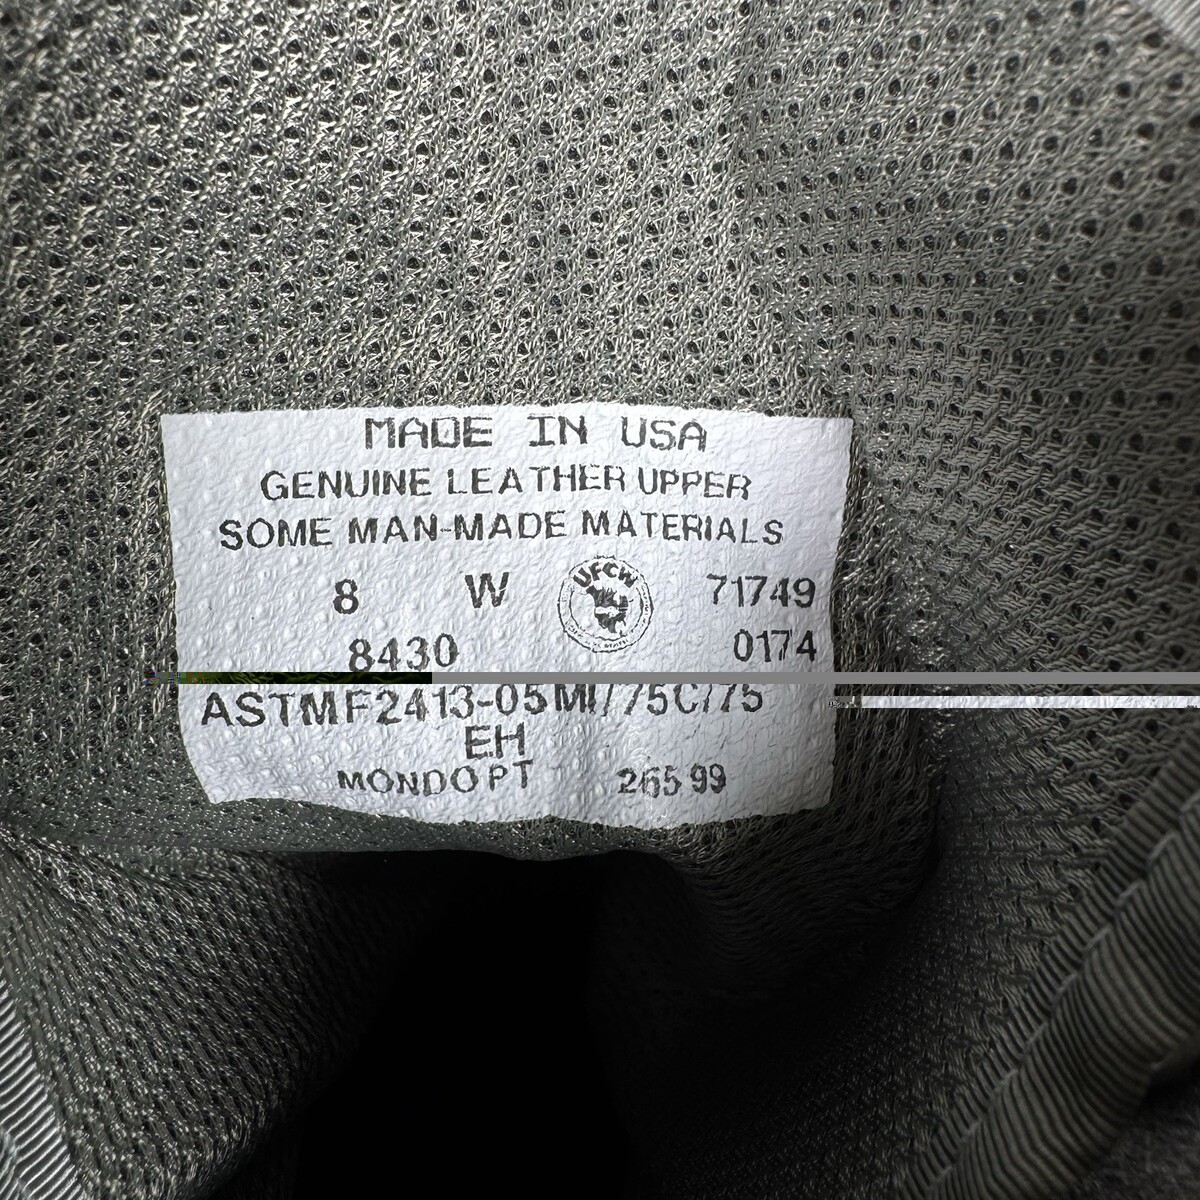 MADE IN USA
GENUINE LEATHER UPPER
SOME MAN-MADE MATERIALS
8 W UFCW 71749
8430 0174
ASTMF2413-05MI/75C/75
EH
MONDOPT 265 99